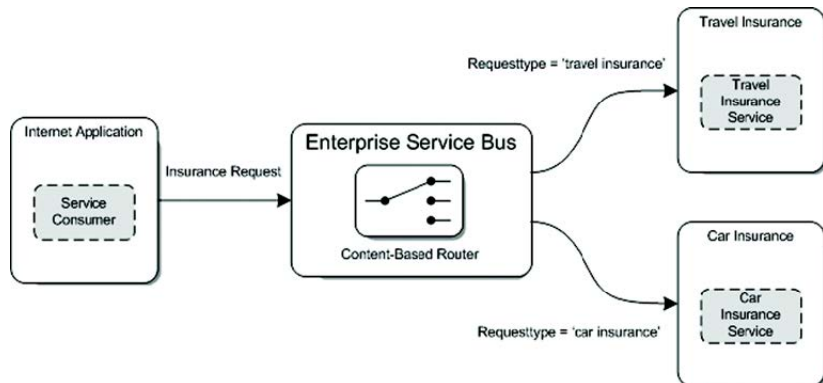 Travel Insurance
Requesttype = 'travel insurance'
Travel
Insurance
Service
Internet Application
Enterprise Service Bus
Insurance Request
Service
Consumer
Content-Based Router
Car Insurance
Car
Insurance
Service
Requesttype = 'car insurance'